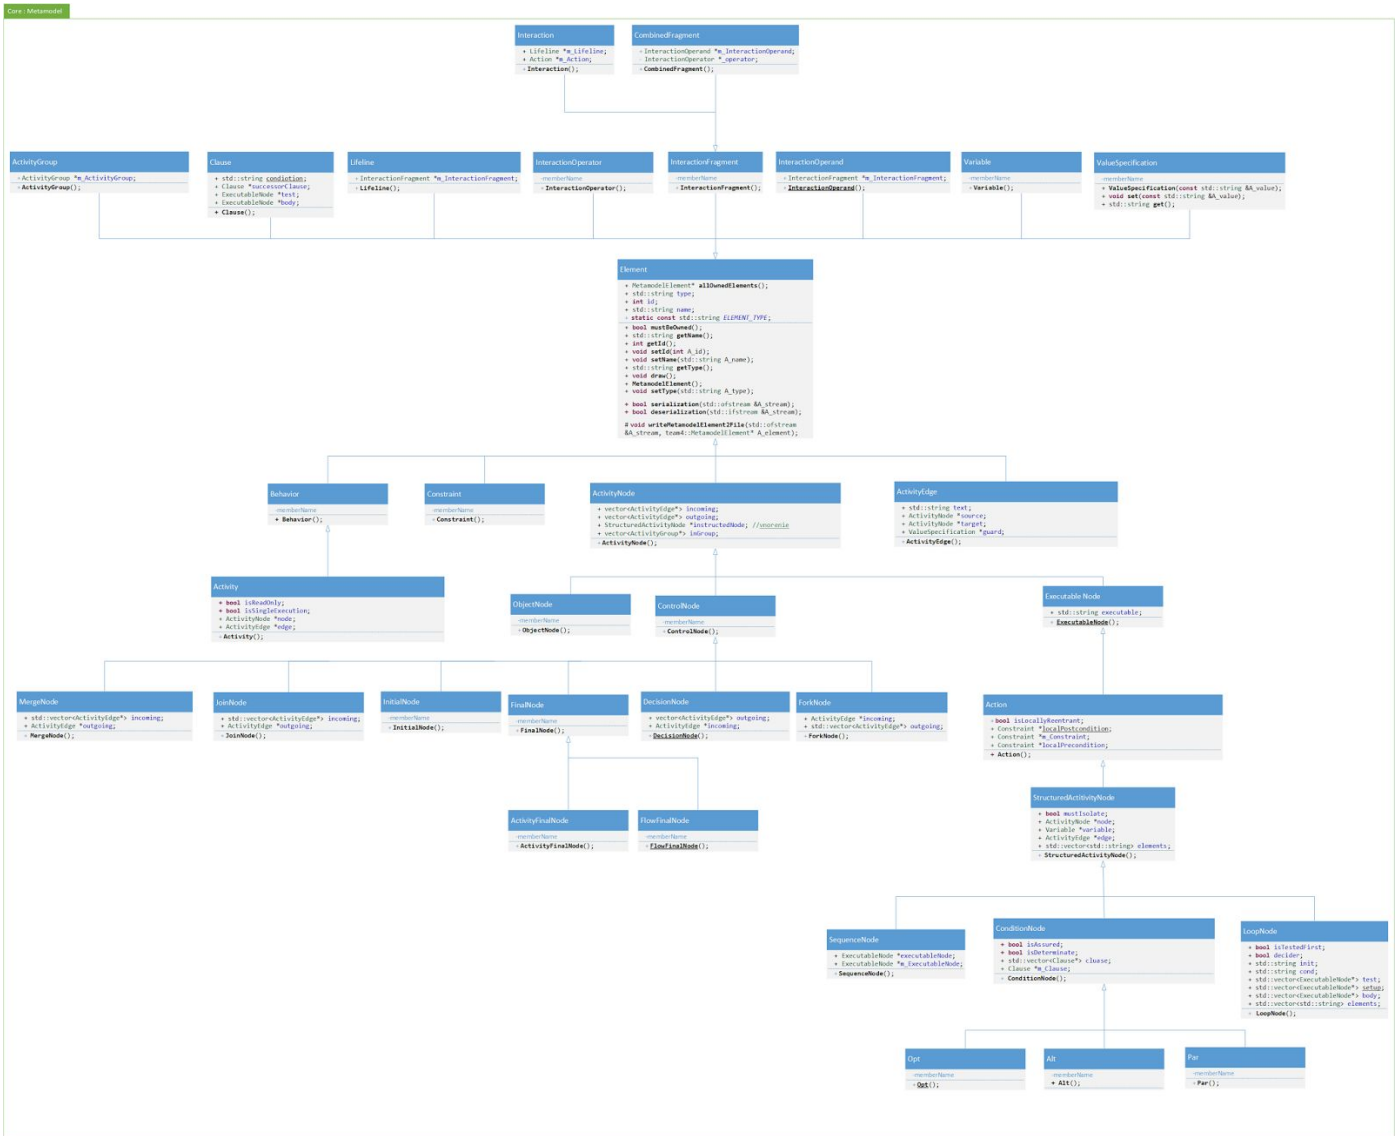 Core : Metamodel
Interaction
+ Lifeline *m_Lifeline;
+ Action *m_Action;
+Interaction();
CombinedFragment
+InteractionOperand *m_InteractionOperand;
InteractionOperator *_operator;
+CombinedFragment();
ActivityGroup
+ActivityGroup *m_ActivityGroup;
+ActivityGroup();
Clause
+ std::string condiotion;
+ Clause *successorClause;
+ ExecutableNode *test;
+ ExecutableNode *body;
+ Clause();
Lifeline
+InteractionFragment *m_InteractionFragment;
+Lifeline();
InteractionOperator
-memberName
+InteractionOperator();
InteractionFragment
-memberName
+InteractionFragment();
InteractionOperand
+InteractionFragment *m_InteractionFragment;
+InteractionOperand();
Variable
-memberName
+Variable();
ValueSpecification
-memberName
+ ValueSpecification(const std::string &A_value);
+ void set(const std::string &A_value);
+ std::string get();
Element
+ MetamodelElement* allOwnedElements();
+ std::string type;
+ int id;
+ std::string name;
+ static const std::string ELEMENT_TYPE;
+ bool mustBeOwned();
+ std::string getName();
+ int getId();
+ void setId(int A_id);
+ void setName(std::string A_name);
+ std::string getType();
+ void draw();
+ MetamodelElement();
+ void setType(std::string A_type);
+ bool serialization(std::ofstream &A_stream);
+ bool deserialization(std::ifstream &A_stream);
# void writeMetamodelElement2File(std::ofstream
&A_stream, team4::MetamodelElement* A_element);
Behavior
-memberName
+ Behavior();
Constraint
-memberName
+Constraint();
ActivityNode
+ vector<ActivityEdge*> incoming;
+ vector<ActivityEdge*> outgoing;
+ StructuredActivityNode *instructedNode; //vnorenie
+ vector<ActivityGroup*> inGroup;
+ActivityNode();
ActivityEdge
+ std::string text;
+ ActivityNode *source;
+ ActivityNode *target;
+ ValueSpecification *guard;
+ActivityEdge();
Activity
+ bool isReadOnly;
+ bool isSingleExecution;
+ ActivityNode *node;
+ ActivityEdge *edge;
+Activity();
ObjectNode
-memberName
+ObjectNode();
ControlNode
-memberName
+ControlNode();
Executable Node
+ std::string executable;
+ ExecutableNode();
MergeNode
+ std::vector<ActivityEdge*> incoming;
+ ActivityEdge *outgoing;
+ MergeNode();
JoinNode
+ std::vector<ActivityEdge*> incoming;
+ ActivityEdge *outgoing;
+JoinNode();
InitialNode
-memberName
+InitialNode();
FinalNode
-memberName
+FinalNode();
DecisionNode
+ vector<ActivityEdge*> outgoing;
+ ActivityEdge *incoming;
+DecisionNode();
ForkNode
+ ActivityEdge *incoming;
+ std::vector<ActivityEdge*> outgoing;
+ForkNode();
Action
+bool isLocallyReentrant;
+ Constraint *localPostcondition;
+ Constraint *m_Constraint;
+ Constraint *localPrecondition;
+ Action();
ActivityFinalNode
-memberName
+ActivityFinalNode();
FlowFinalNode
-memberName
+FlowFinalNode();
StructuredActitivityNode
+ bool mustIsolate;
+ ActivityNode *node;
+ Variable *variable;
+ ActivityEdge *edge;
+ std::vector<std::string> elements;
+ StructuredActivityNode();
SequenceNode
+ ExecutableNode *executableNode;
+ ExecutableNode *m_ExecutableNode;
+SequenceNode();
ConditionNode
+ bool isAssured;
+ bool isDeterminate;
+ std::vector<Clause*> cluase;
+ Clause *m_Clause;
+ ConditionNode();
LoopNode
+ bool isTestedFirst;
+ bool decider;
+ std::string init;
+ std::string cond;
+ std::vector<ExecutableNode*> test;
+ std::vector<ExecutableNode*> setup;
+ std::vector<ExecutableNode*> body;
+ std::vector<std::string> elements;
+ LoopNode();
Opt
-memberName
+Opt();
Alt
-memberName
+ Alt();
Par
-memberName
+Par();